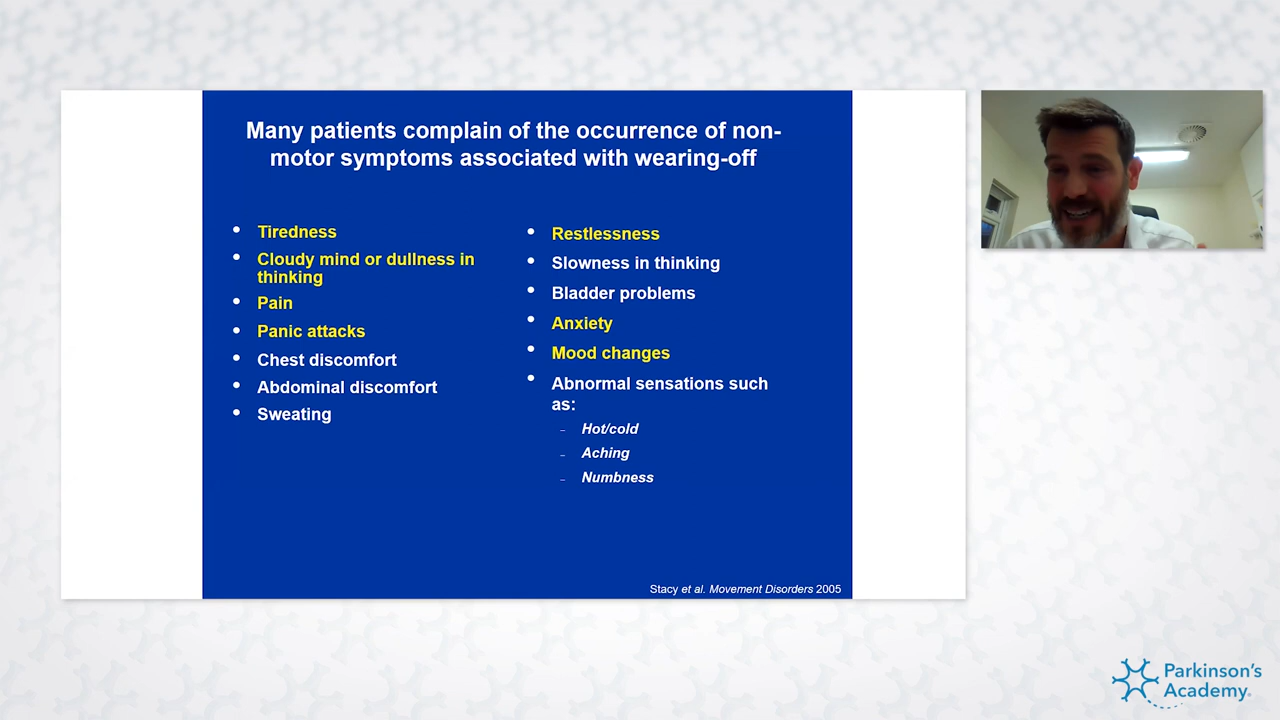 Many patients complain of the occurrence of non-
motor symptoms associated with wearing-off
• Tiredness
• Cloudy mind or dullness in
thinking
• Pain
• Panic attacks
• Chest discomfort
• Abdominal discomfort
• Sweating
• Restlessness
• Slowness in thinking
• Bladder problems
• Anxiety
• Mood changes
• Abnormal sensations such
as:
– Hot/cold
– Aching
– Numbness
Stacy et al. Movement Disorders 2005
Parkinson's
Academy